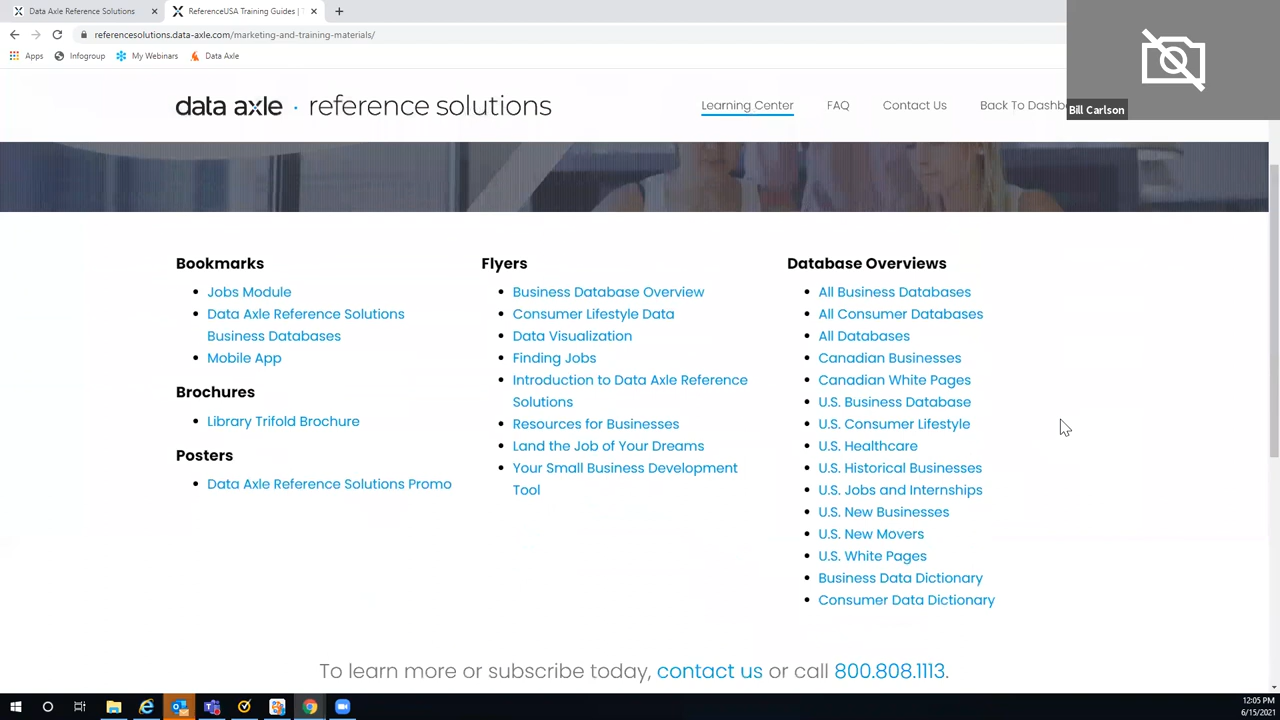 Data Axle Reference Solutions
ReferenceUSA Training Guides | T
referencesolutions.data-axle.com/marketing-and-training-materials/
Apps Infogroup My Webinars Data Axle
Bill Carlson
data axle · reference solutions
Learning Center FAQ Contact Us Back To Dashb
Bookmarks
Jobs Module
Data Axle Reference Solutions
Business Databases
Mobile App
Brochures
Library Trifold Brochure
Posters
Data Axle Reference Solutions Promo
Flyers
Business Database Overview
Consumer Lifestyle Data
Data Visualization
Finding Jobs
Introduction to Data Axle Reference
Solutions
Resources for Businesses
Land the Job of Your Dreams
Your Small Business Development
Tool
Database Overviews
All Business Databases
All Consumer Databases
All Databases
Canadian Businesses
Canadian White Pages
U.S. Business Database
U.S. Consumer Lifestyle
U.S. Healthcare
U.S. Historical Businesses
U.S. Jobs and Internships
U.S. New Businesses
U.S. New Movers
U.S. White Pages
Business Data Dictionary
Consumer Data Dictionary
To learn more or subscribe today, contact us or call 800.808.1113.
12:05 PM
6/15/2021